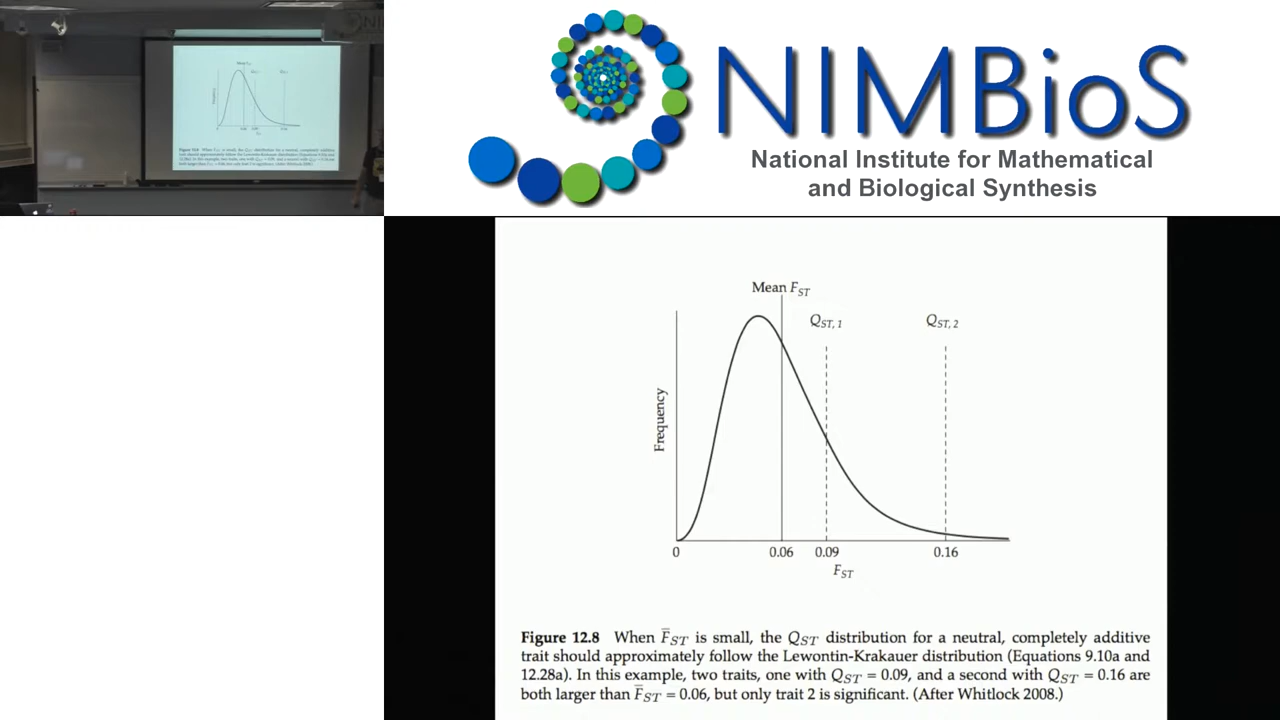 NIMBioS
National Institute for Mathematical
and Biological Synthesis
Mean F_ST
Q_ST, 1
Q_ST, 2
Frequency
0
0.06
0.09
0.16
F_ST
Figure 12.8 When F̅_ST is small, the Q_ST distribution for a neutral, completely additive
trait should approximately follow the Lewontin-Krakauer distribution (Equations 9.10a and
12.28a). In this example, two traits, one with Q_ST = 0.09, and a second with Q_ST = 0.16 are
both larger than F̅_ST = 0.06, but only trait 2 is significant. (After Whitlock 2008.)